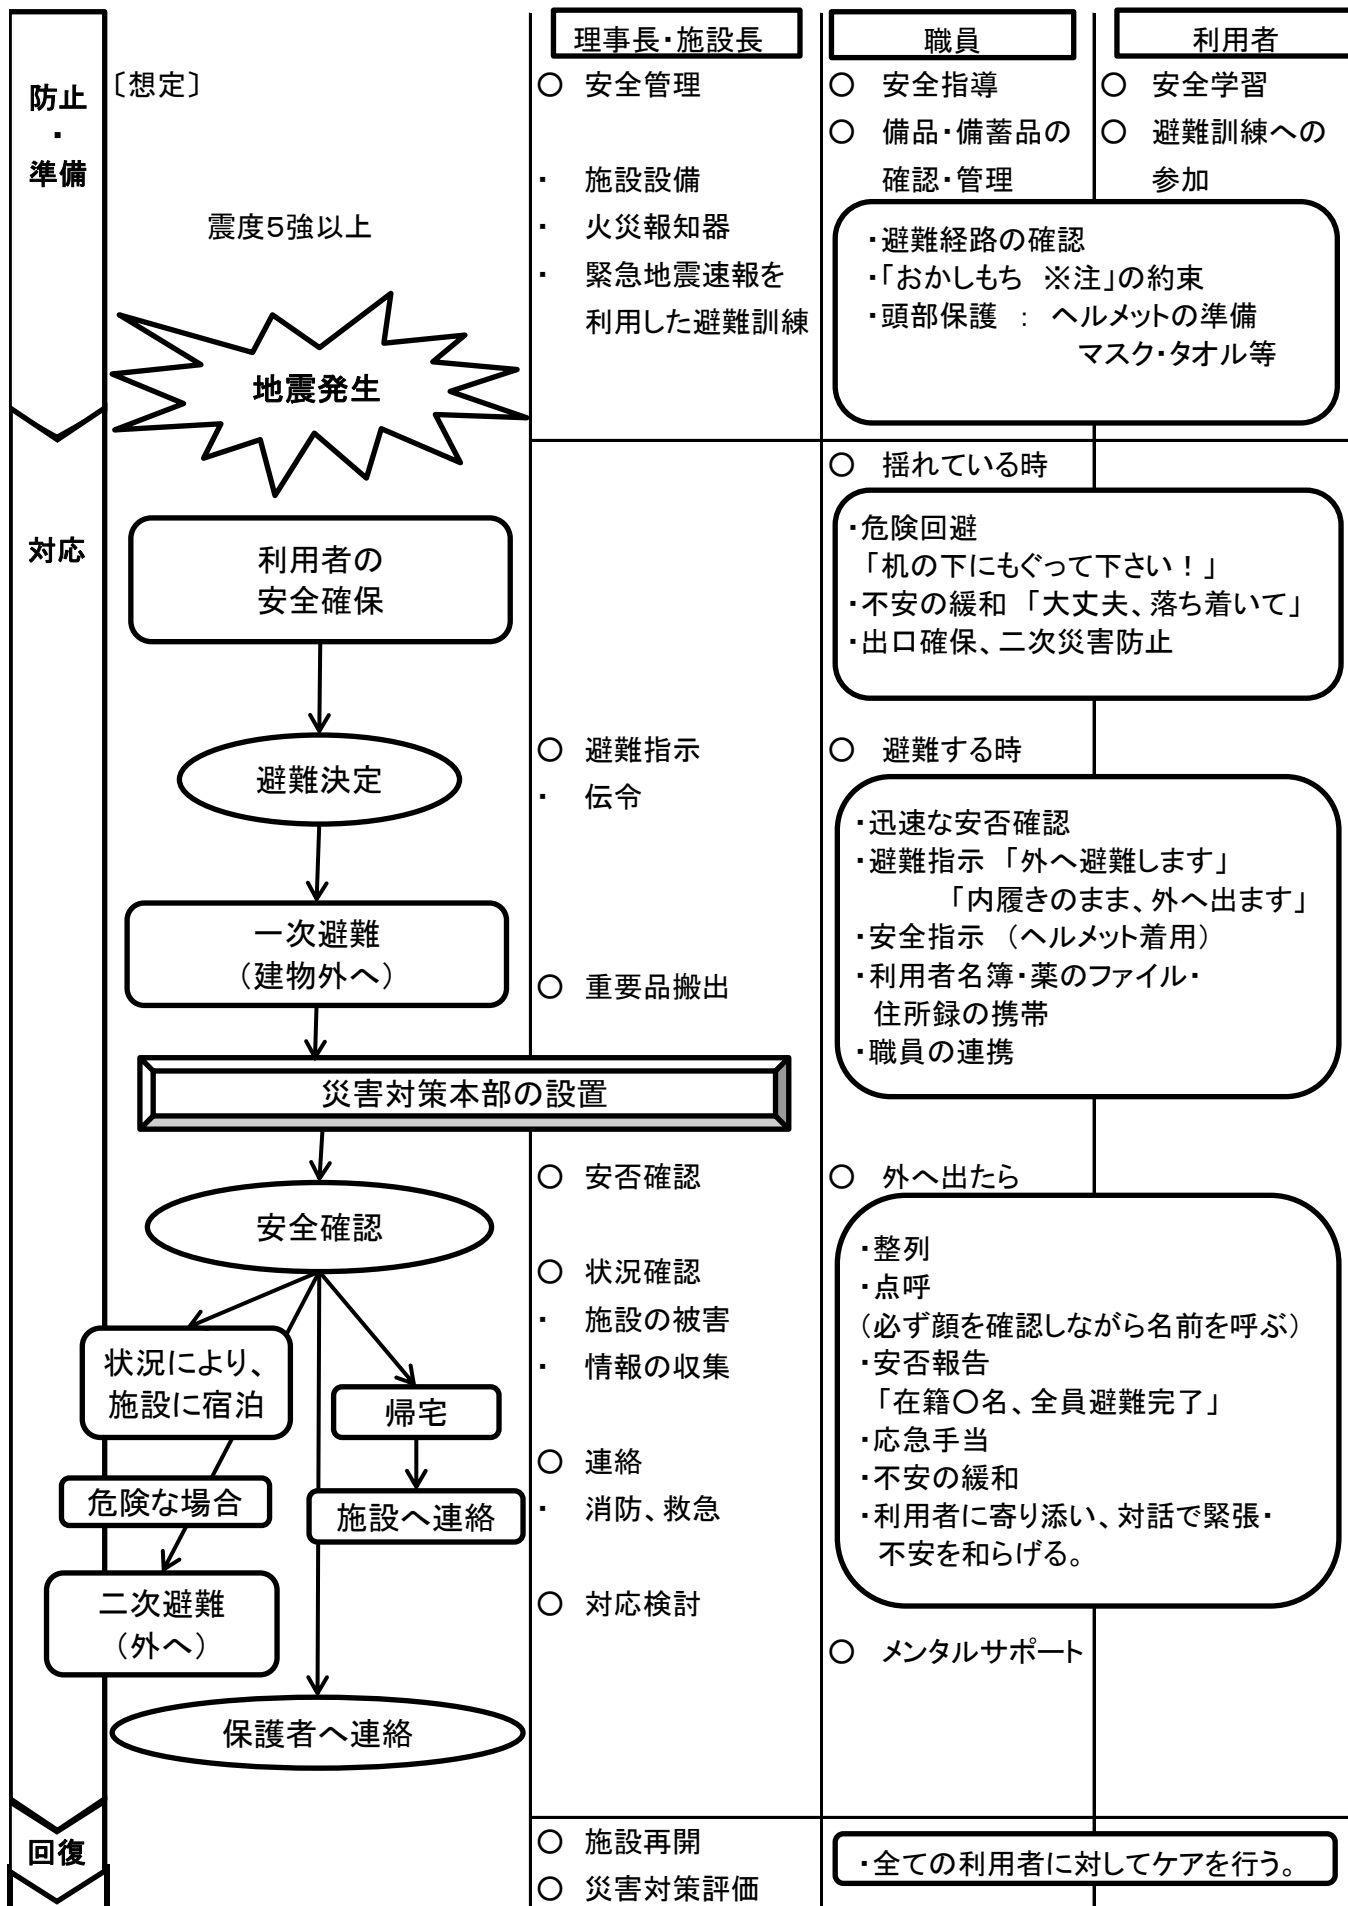 理事長・施設長
職員
利用者
防止
・
準備
〔想定〕
震度5強以上
地震発生
○ 安全管理
・ 施設設備
・ 火災報知器
・ 緊急地震速報を
利用した避難訓練
○ 安全指導
○ 備品・備蓄品の
確認・管理
○ 安全学習
○ 避難訓練への
参加
・避難経路の確認
・「おかしもち ※注」の約束
・頭部保護 : ヘルメットの準備
マスク・タオル等
対応
利用者の
安全確保
○ 揺れている時
・危険回避
「机の下にもぐって下さい!」
・不安の緩和 「大丈夫、落ち着いて」
・出口確保、二次災害防止
避難決定
○ 避難指示
・ 伝令
○ 避難する時
・迅速な安否確認
・避難指示 「外へ避難します」
「内履きのまま、外へ出ます」
・安全指示 (ヘルメット着用)
・利用者名簿・薬のファイル・
住所録の携帯
・職員の連携
一次避難
(建物外へ)
○ 重要品搬出
災害対策本部の設置
安全確認
○ 安否確認
○ 状況確認
・ 施設の被害
・ 情報の収集
○ 連絡
・ 消防、救急
○ 対応検討
○ 外へ出たら
・整列
・点呼
(必ず顔を確認しながら名前を呼ぶ)
・安否報告
「在籍〇名、全員避難完了」
・応急手当
・不安の緩和
・利用者に寄り添い、対話で緊張・
不安を和らげる。
○ メンタルサポート
状況により、
施設に宿泊
帰宅
危険な場合
施設へ連絡
二次避難
(外へ)
保護者へ連絡
回復
○ 施設再開
○ 災害対策評価
・全ての利用者に対してケアを行う。